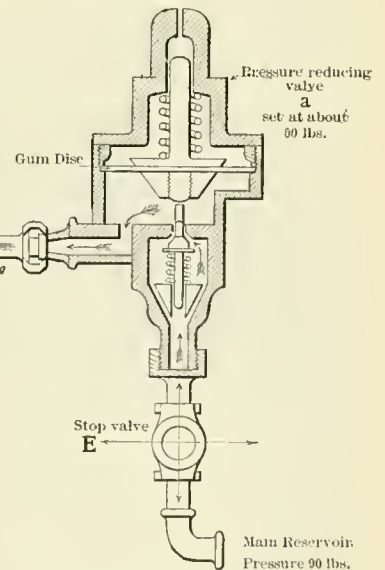 Pressure reducing
valve
a
set at about
60 lbs.
Gum Disc
Stop valve
E
Main Reservoir
Pressure 90 lbs.